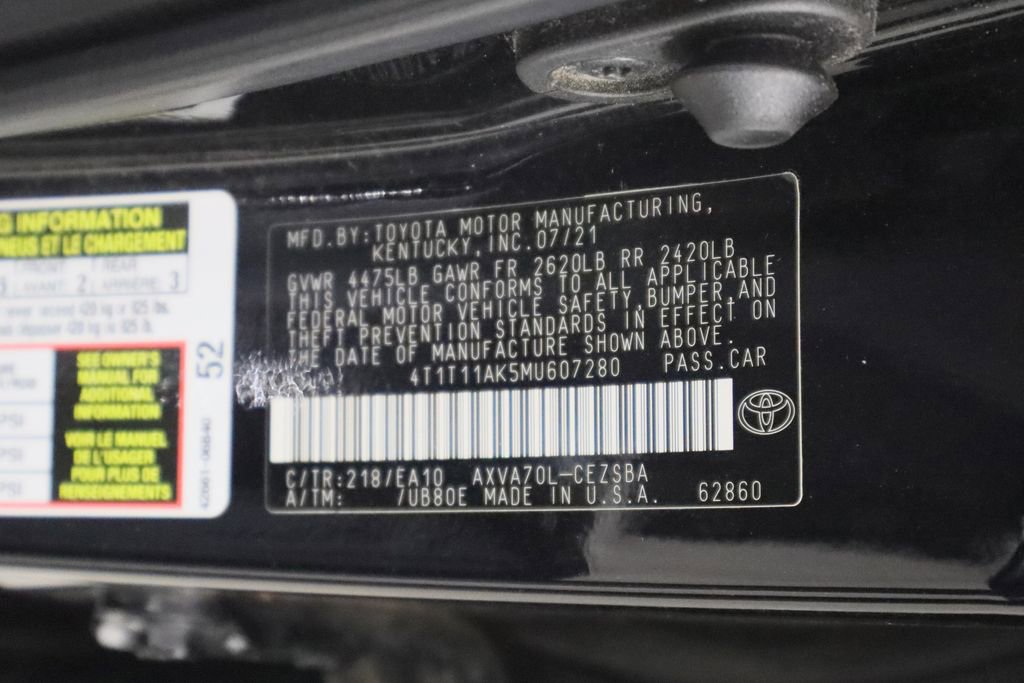 G INFORMATION
NEUS ET LE CHARGEMENT
FRONT REAR
AVANT: 2 ARRIÈRE: 3
SEE OWNER'S
MANUAL FOR
ADDITIONAL
INFORMATION
PSI
PSI
PSI
VOIR LE MANUEL
DE L'USAGER
POUR PLUS DE
RENSEIGNEMENTS
52
MFD.BY:TOYOTA MOTOR MANUFACTURING,
KENTUCKY, INC.07/21
GVWR 4475LB GAWR FR 2620LB RR 2420LB
THIS VEHICLE CONFORMS TO ALL APPLICABLE
FEDERAL MOTOR VEHICLE SAFETY,BUMPER,AND
THEFT PREVENTION STANDARDS IN EFFECT ON
THE DATE OF MANUFACTURE SHOWN ABOVE.
4T1T11AK5MU607280 PASS.CAR
C/TR:218/EA10 AXVA70L-CEZSBA
A/TM: /UB80E MADE IN U.S.A. 62860